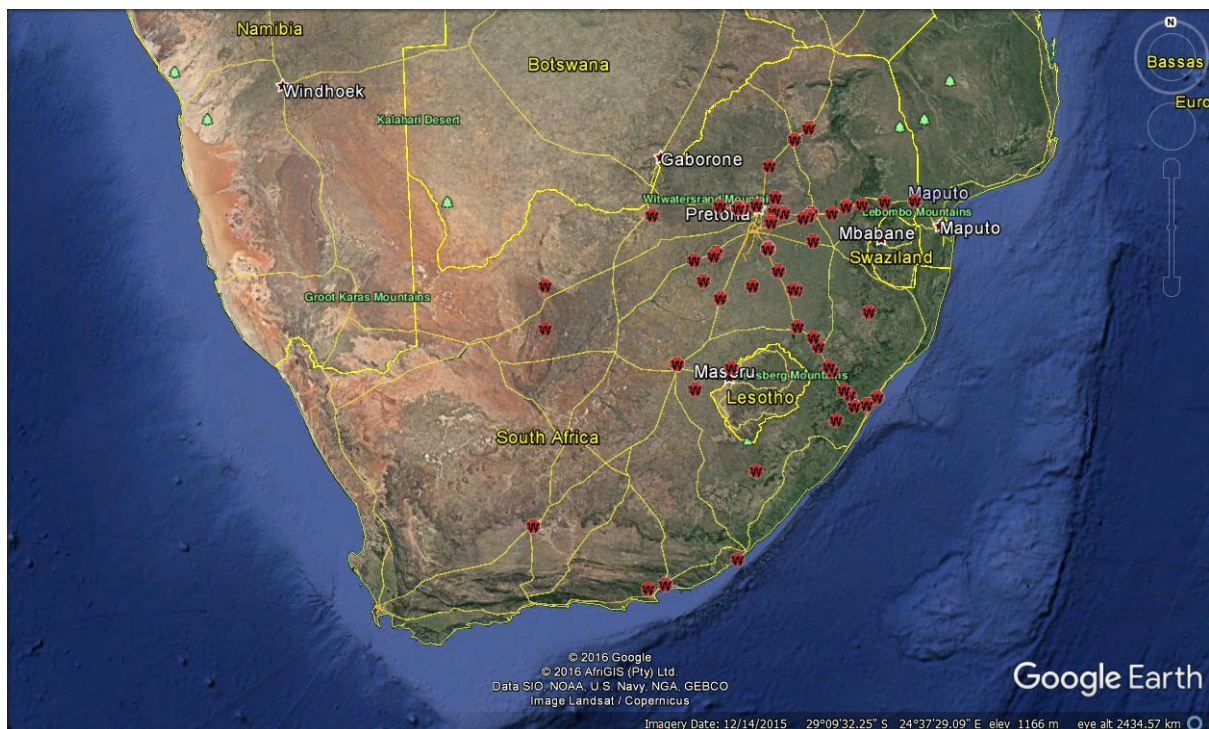 Namibia
Botswana
N
Bassas
Euro
Windhoek
Kalahari Desert
Gaborone
Witwatersrand Mountai
Maputo
Pretoria
Lebombo Mountains
Mbabane
Maputo
Swaziland
Groot Karas Mountains
Maseru
sberg Mountains
Lesotho
South Africa
© 2016 Google
© 2016 AfriGIS (Pty) Ltd.
Data SIO, NOAA, U.S. Navy, NGA, GEBCO
Image Landsat / Copernicus
Google Earth
Imagery Date: 12/14/2015 29°09'32.25" S 24°37'29.09" E elev 1166 m eye alt 2434.57 km